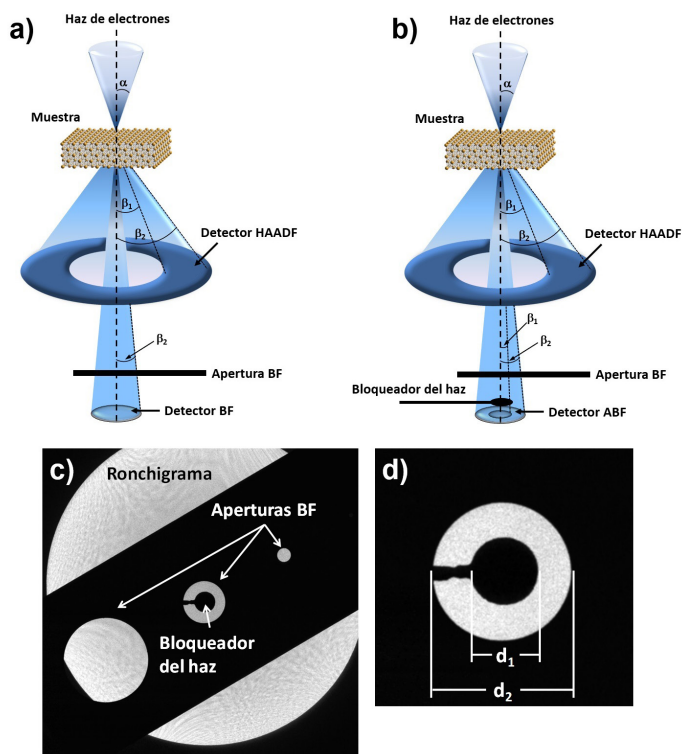 a)
Haz de electrones
α
Muestra
β1
β2
Detector HAADF
β2
Apertura BF
Detector BF
b)
Haz de electrones
α
Muestra
β1
β2
Detector HAADF
β1
β2
Apertura BF
Bloqueador del haz
Detector ABF
c)
Ronchigrama
Aperturas BF
Bloqueador
del haz
d)
d1
d2